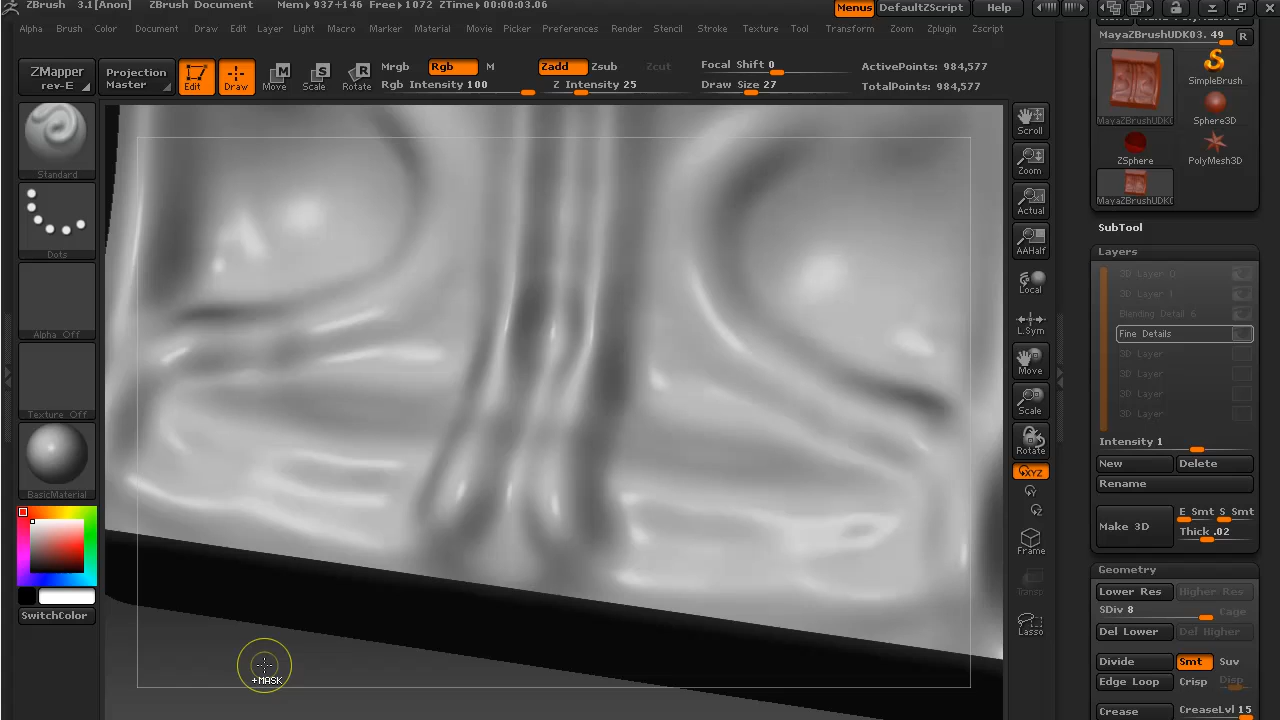 ZBrush 3.1[Anon] ZBrush Document Mem▸937+146 Free▸1072 ZTime▸00:00:03.06 Menus DefaultZScript Help
Alpha Brush Color Document Draw Edit Layer Light Macro Marker Material Movie Picker Preferences Render Stencil Stroke Texture Tool Transform Zoom Zplugin Zscript
MayaZBrushUDK03. 49 R
ZMapper
rev-E
Projection
Master
Edit
Draw
Move
Scale
Rotate
Mrgb Rgb M
Rgb Intensity 100
Zadd Zsub Zcut
Z Intensity 25
Focal Shift 0
Draw Size 27
ActivePoints: 984,577
TotalPoints: 984,577
Standard
Dots
Alpha Off
Texture Off
BasicMaterial
SwitchColor
+MASK
Scroll
Zoom
Actual
AAHalf
Local
L.Sym
Move
Scale
Rotate
XYZ
Frame
Transp
Lasso
SimpleBrush
MayaZBrushUDK0
Sphere3D
ZSphere
PolyMesh3D
MayaZBrushUDK0
SubTool
Layers
3D Layer 0
3D Layer 1
Blending Detail 6
Fine Details
3D Layer
3D Layer
3D Layer
3D Layer
Intensity 1
New Delete
Rename
Make 3D
E Smt S Smt
Thick .02
Geometry
Lower Res Higher Res
SDiv 8 Cage
Del Lower Del Higher
Divide Smt Suv
Edge Loop Crisp Disp
Crease CreaseLvl 15